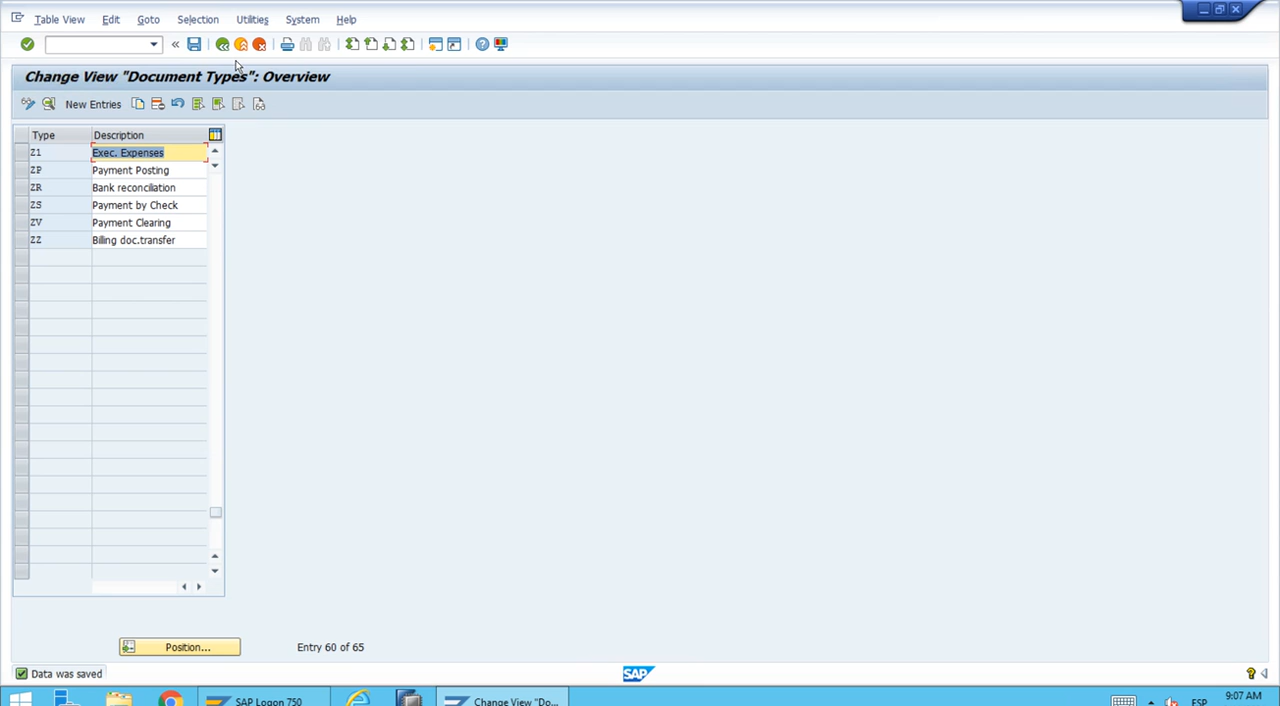 Table View Edit Goto Selection Utilities System Help
Change View "Document Types": Overview
New Entries
Type Description
Z1 Exec. Expenses
ZP Payment Posting
ZR Bank reconciliation
ZS Payment by Check
ZV Payment Clearing
ZZ Billing doc.transfer
Position... Entry 60 of 65
Data was saved
SAP
SAP Logon 750 Change View "Do... ESP 9:07 AM